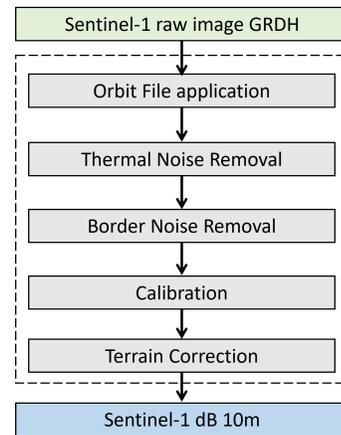 Sentinel-1 raw image GRDH
Orbit File application
Thermal Noise Removal
Border Noise Removal
Calibration
Terrain Correction
Sentinel-1 dB 10m